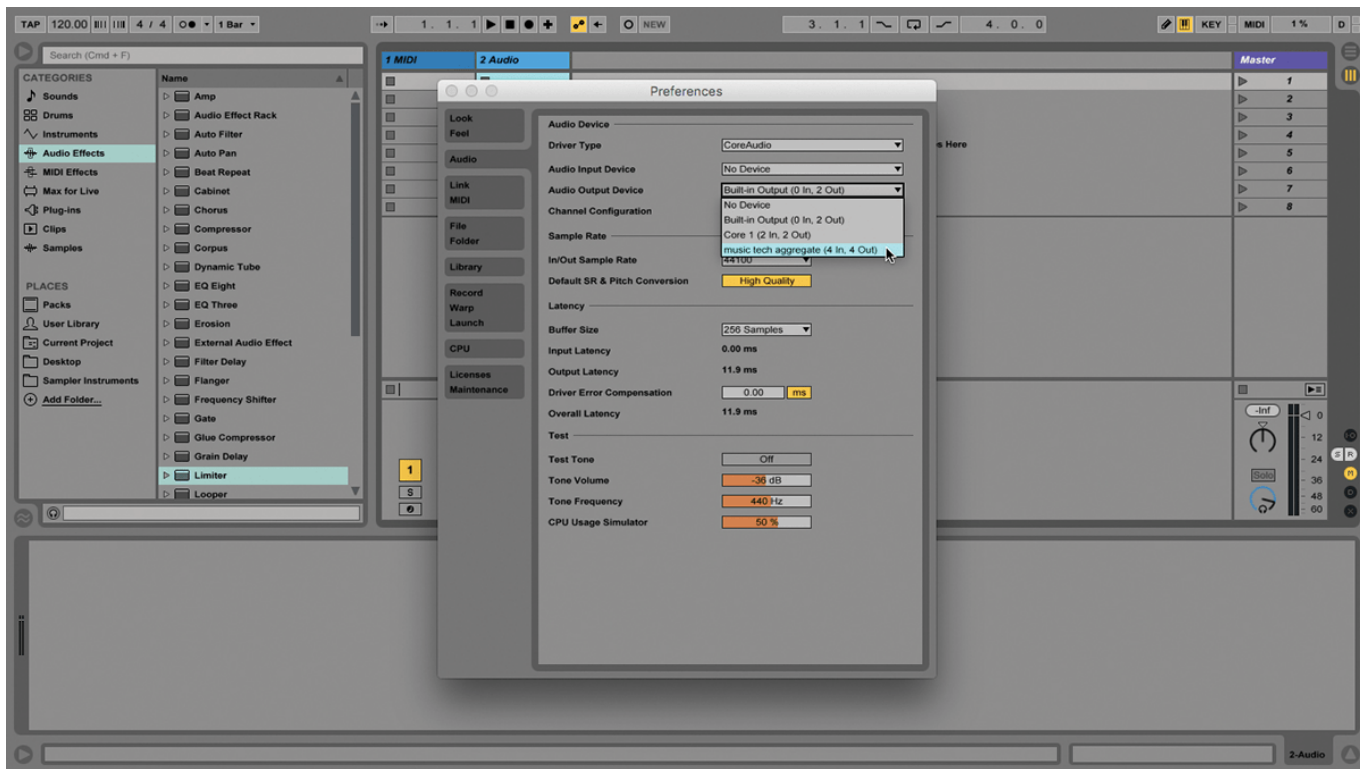 TAP 120.00 4 / 4 1 Bar 1. 1. 1 NEW 3. 1. 1 4. 0. 0 KEY MIDI 1 % D
Search (Cmd + F)
CATEGORIES
Sounds
Drums
Instruments
Audio Effects
MIDI Effects
Max for Live
Plug-ins
Clips
Samples
PLACES
Packs
User Library
Current Project
Desktop
Sampler Instruments
Add Folder...
Name
Amp
Audio Effect Rack
Auto Filter
Auto Pan
Beat Repeat
Cabinet
Chorus
Compressor
Corpus
Dynamic Tube
EQ Eight
EQ Three
Erosion
External Audio Effect
Filter Delay
Flanger
Frequency Shifter
Gate
Glue Compressor
Grain Delay
Limiter
Looper
1 MIDI 2 Audio Master
1
2
3
4
5
6
7
8
s Here
1
S
Preferences
Look
Feel
Audio
Link
MIDI
File
Folder
Library
Record
Warp
Launch
CPU
Licenses
Maintenance
Audio Device
Driver Type CoreAudio
Audio Input Device No Device
Audio Output Device Built-in Output (0 In, 2 Out)
No Device
Built-in Output (0 In, 2 Out)
Core 1 (2 In, 2 Out)
music tech aggregate (4 In, 4 Out)
Channel Configuration
Sample Rate
In/Out Sample Rate 44100
Default SR & Pitch Conversion High Quality
Latency
Buffer Size 256 Samples
Input Latency 0.00 ms
Output Latency 11.9 ms
Driver Error Compensation 0.00 ms
Overall Latency 11.9 ms
Test
Test Tone Off
Tone Volume -36 dB
Tone Frequency 440 Hz
CPU Usage Simulator 50 %
-Inf
0
12
24
36
48
60
Solo
S R
M
D
X
2-Audio